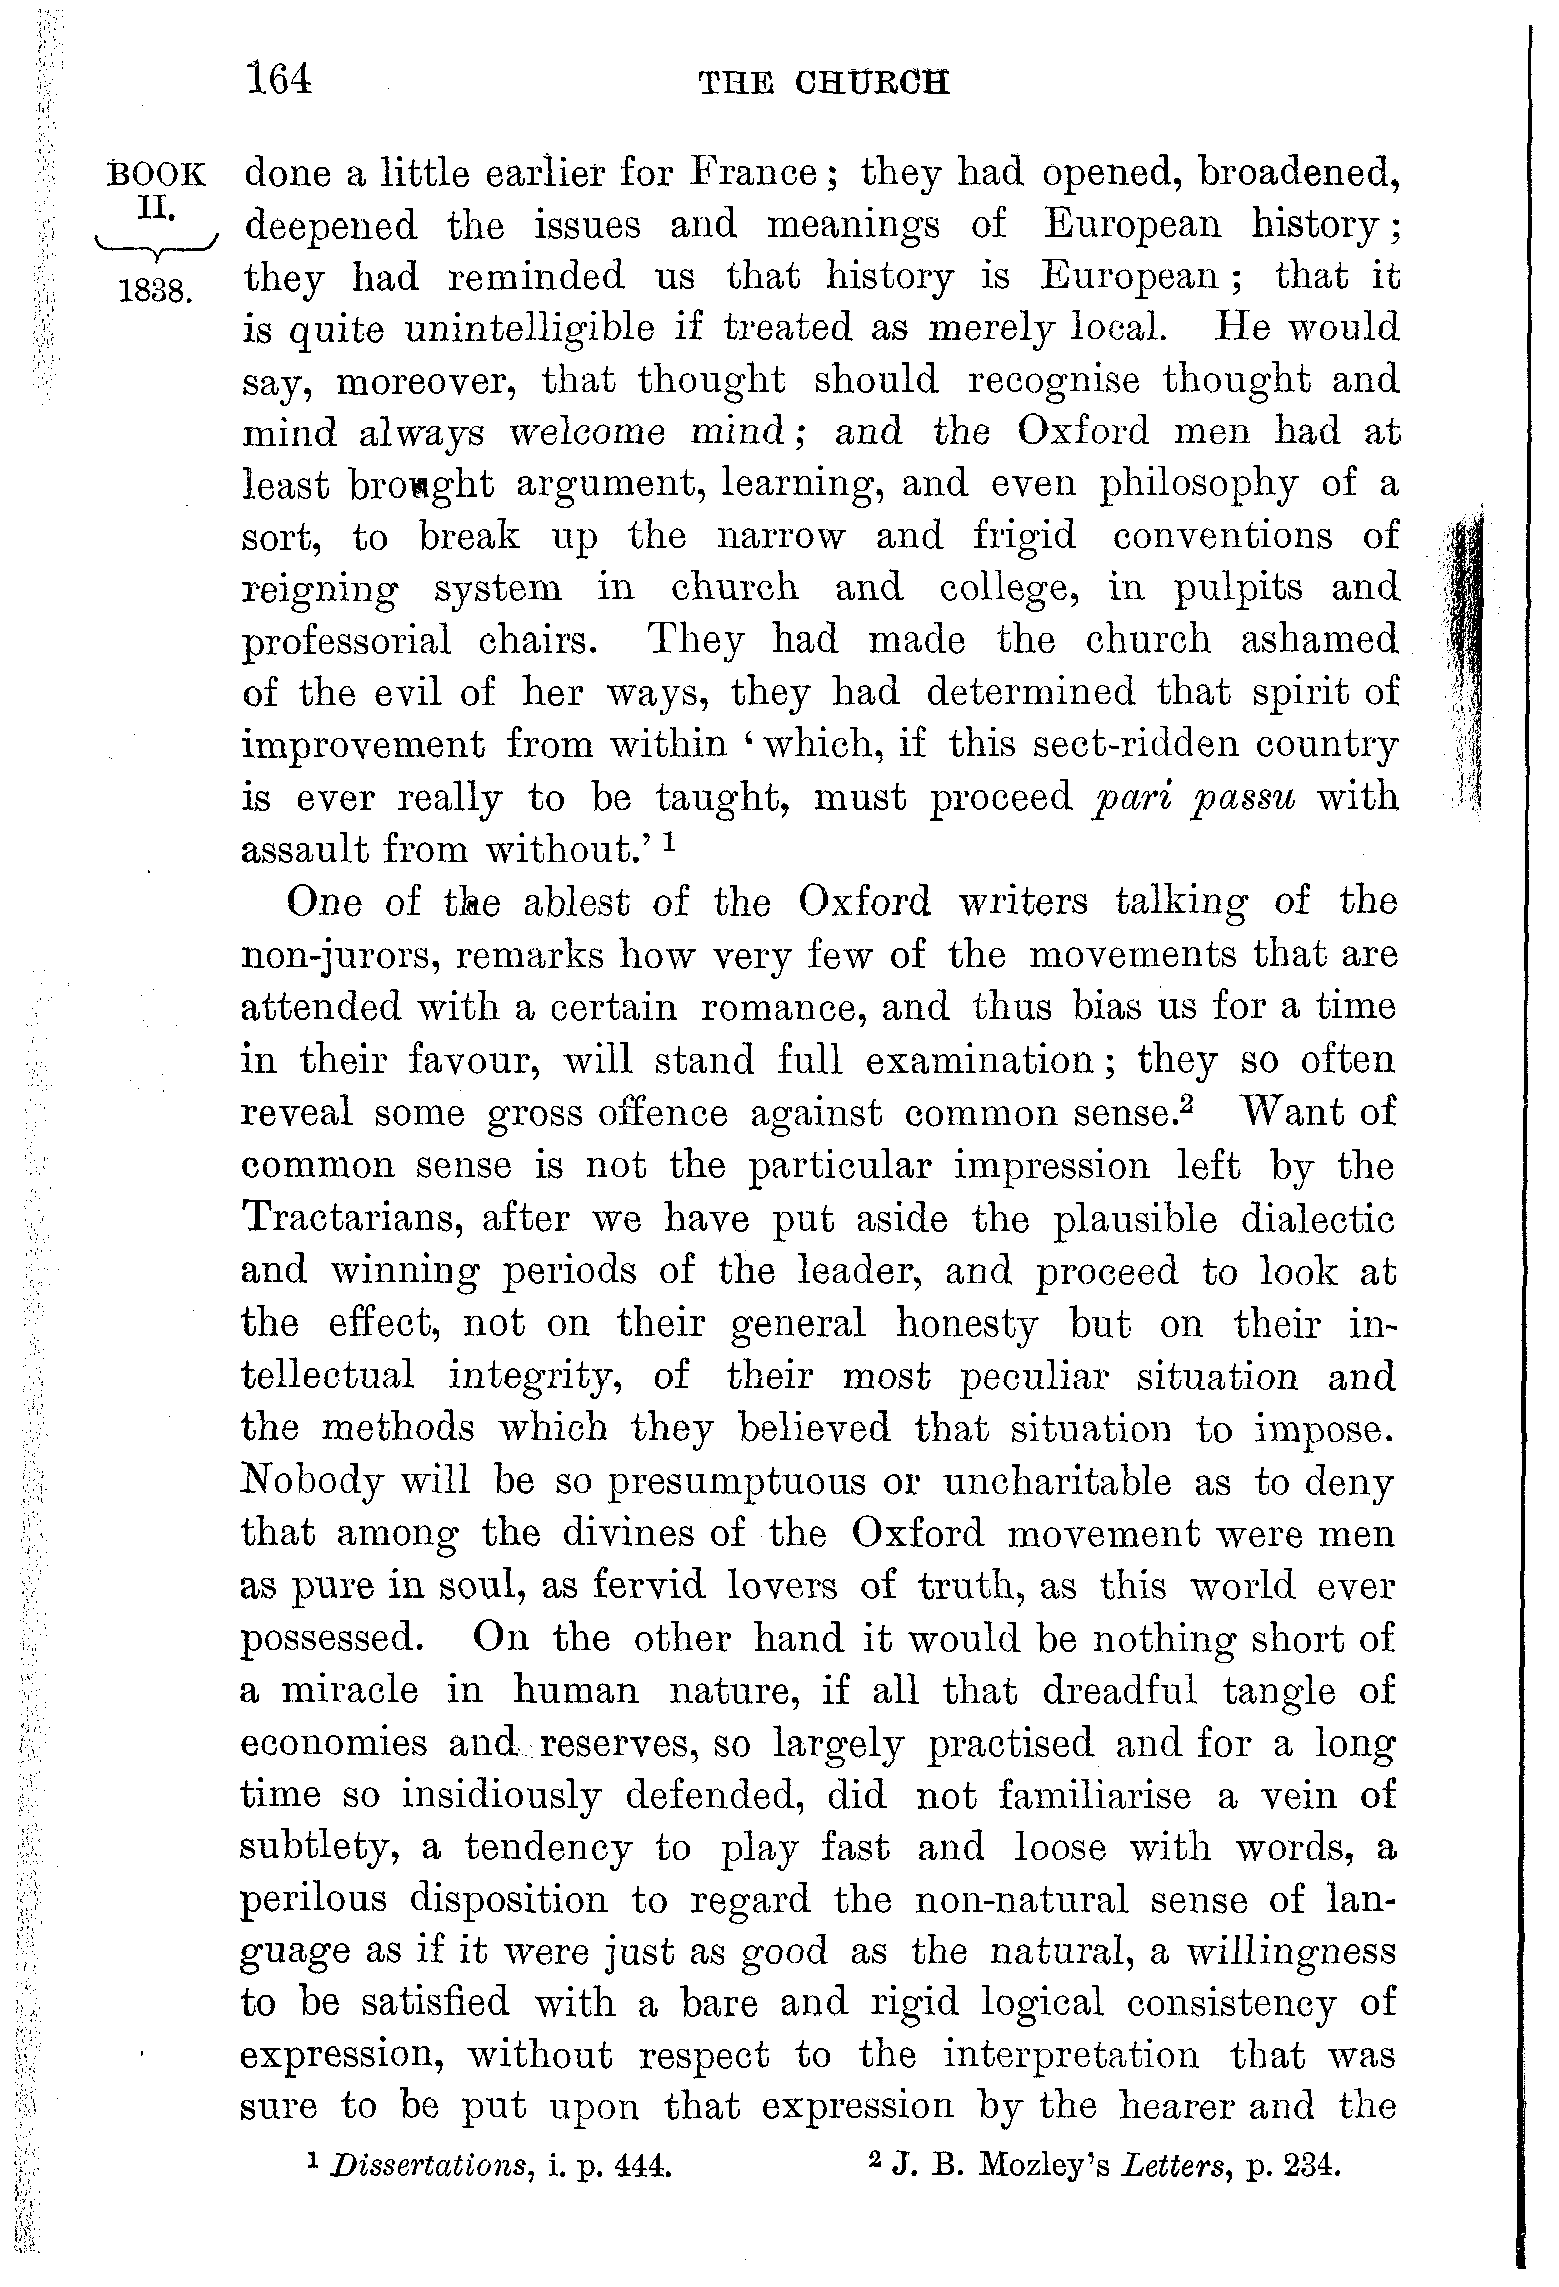 164 THE CHURCH
BOOK
II.
1838.
done a little earlier for France; they had opened, broadened,
deepened the issues and meanings of European history;
they had reminded us that history is European; that it
is quite unintelligible if treated as merely local. He would
say, moreover, that thought should recognise thought and
mind always welcome mind; and the Oxford men had at
least brought argument, learning, and even philosophy of a
sort, to break up the narrow and frigid conventions of
reigning system in church and college, in pulpits and
professorial chairs. They had made the church ashamed
of the evil of her ways, they had determined that spirit of
improvement from within ‘which, if this sect-ridden country
is ever really to be taught, must proceed pari passu with
assault from without.’ 1
One of the ablest of the Oxford writers talking of the
non-jurors, remarks how very few of the movements that are
attended with a certain romance, and thus bias us for a time
in their favour, will stand full examination; they so often
reveal some gross offence against common sense.2 Want of
common sense is not the particular impression left by the
Tractarians, after we have put aside the plausible dialectic
and winning periods of the leader, and proceed to look at
the effect, not on their general honesty but on their in-
tellectual integrity, of their most peculiar situation and
the methods which they believed that situation to impose.
Nobody will be so presumptuous or uncharitable as to deny
that among the divines of the Oxford movement were men
as pure in soul, as fervid lovers of truth, as this world ever
possessed. On the other hand it would be nothing short of
a miracle in human nature, if all that dreadful tangle of
economies and reserves, so largely practised and for a long
time so insidiously defended, did not familiarise a vein of
subtlety, a tendency to play fast and loose with words, a
perilous disposition to regard the non-natural sense of lan-
guage as if it were just as good as the natural, a willingness
to be satisfied with a bare and rigid logical consistency of
expression, without respect to the interpretation that was
sure to be put upon that expression by the hearer and the
1 Dissertations, i. p. 444. 2 J. B. Mozley's Letters, p. 234.